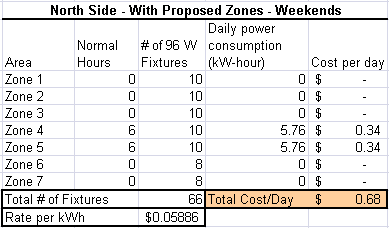 North Side - With Proposed Zones - Weekends
Area Normal Hours # of 96 W Fixtures Daily power consumption (kW-hour) Cost per day
Zone 1 0 10 0 $ -
Zone 2 0 10 0 $ -
Zone 3 0 10 0 $ -
Zone 4 6 10 5.76 $ 0.34
Zone 5 6 10 5.76 $ 0.34
Zone 6 0 8 0 $ -
Zone 7 0 8 0 $ -
Total # of Fixtures 66 Total Cost/Day $ 0.68
Rate per kWh $0.05886